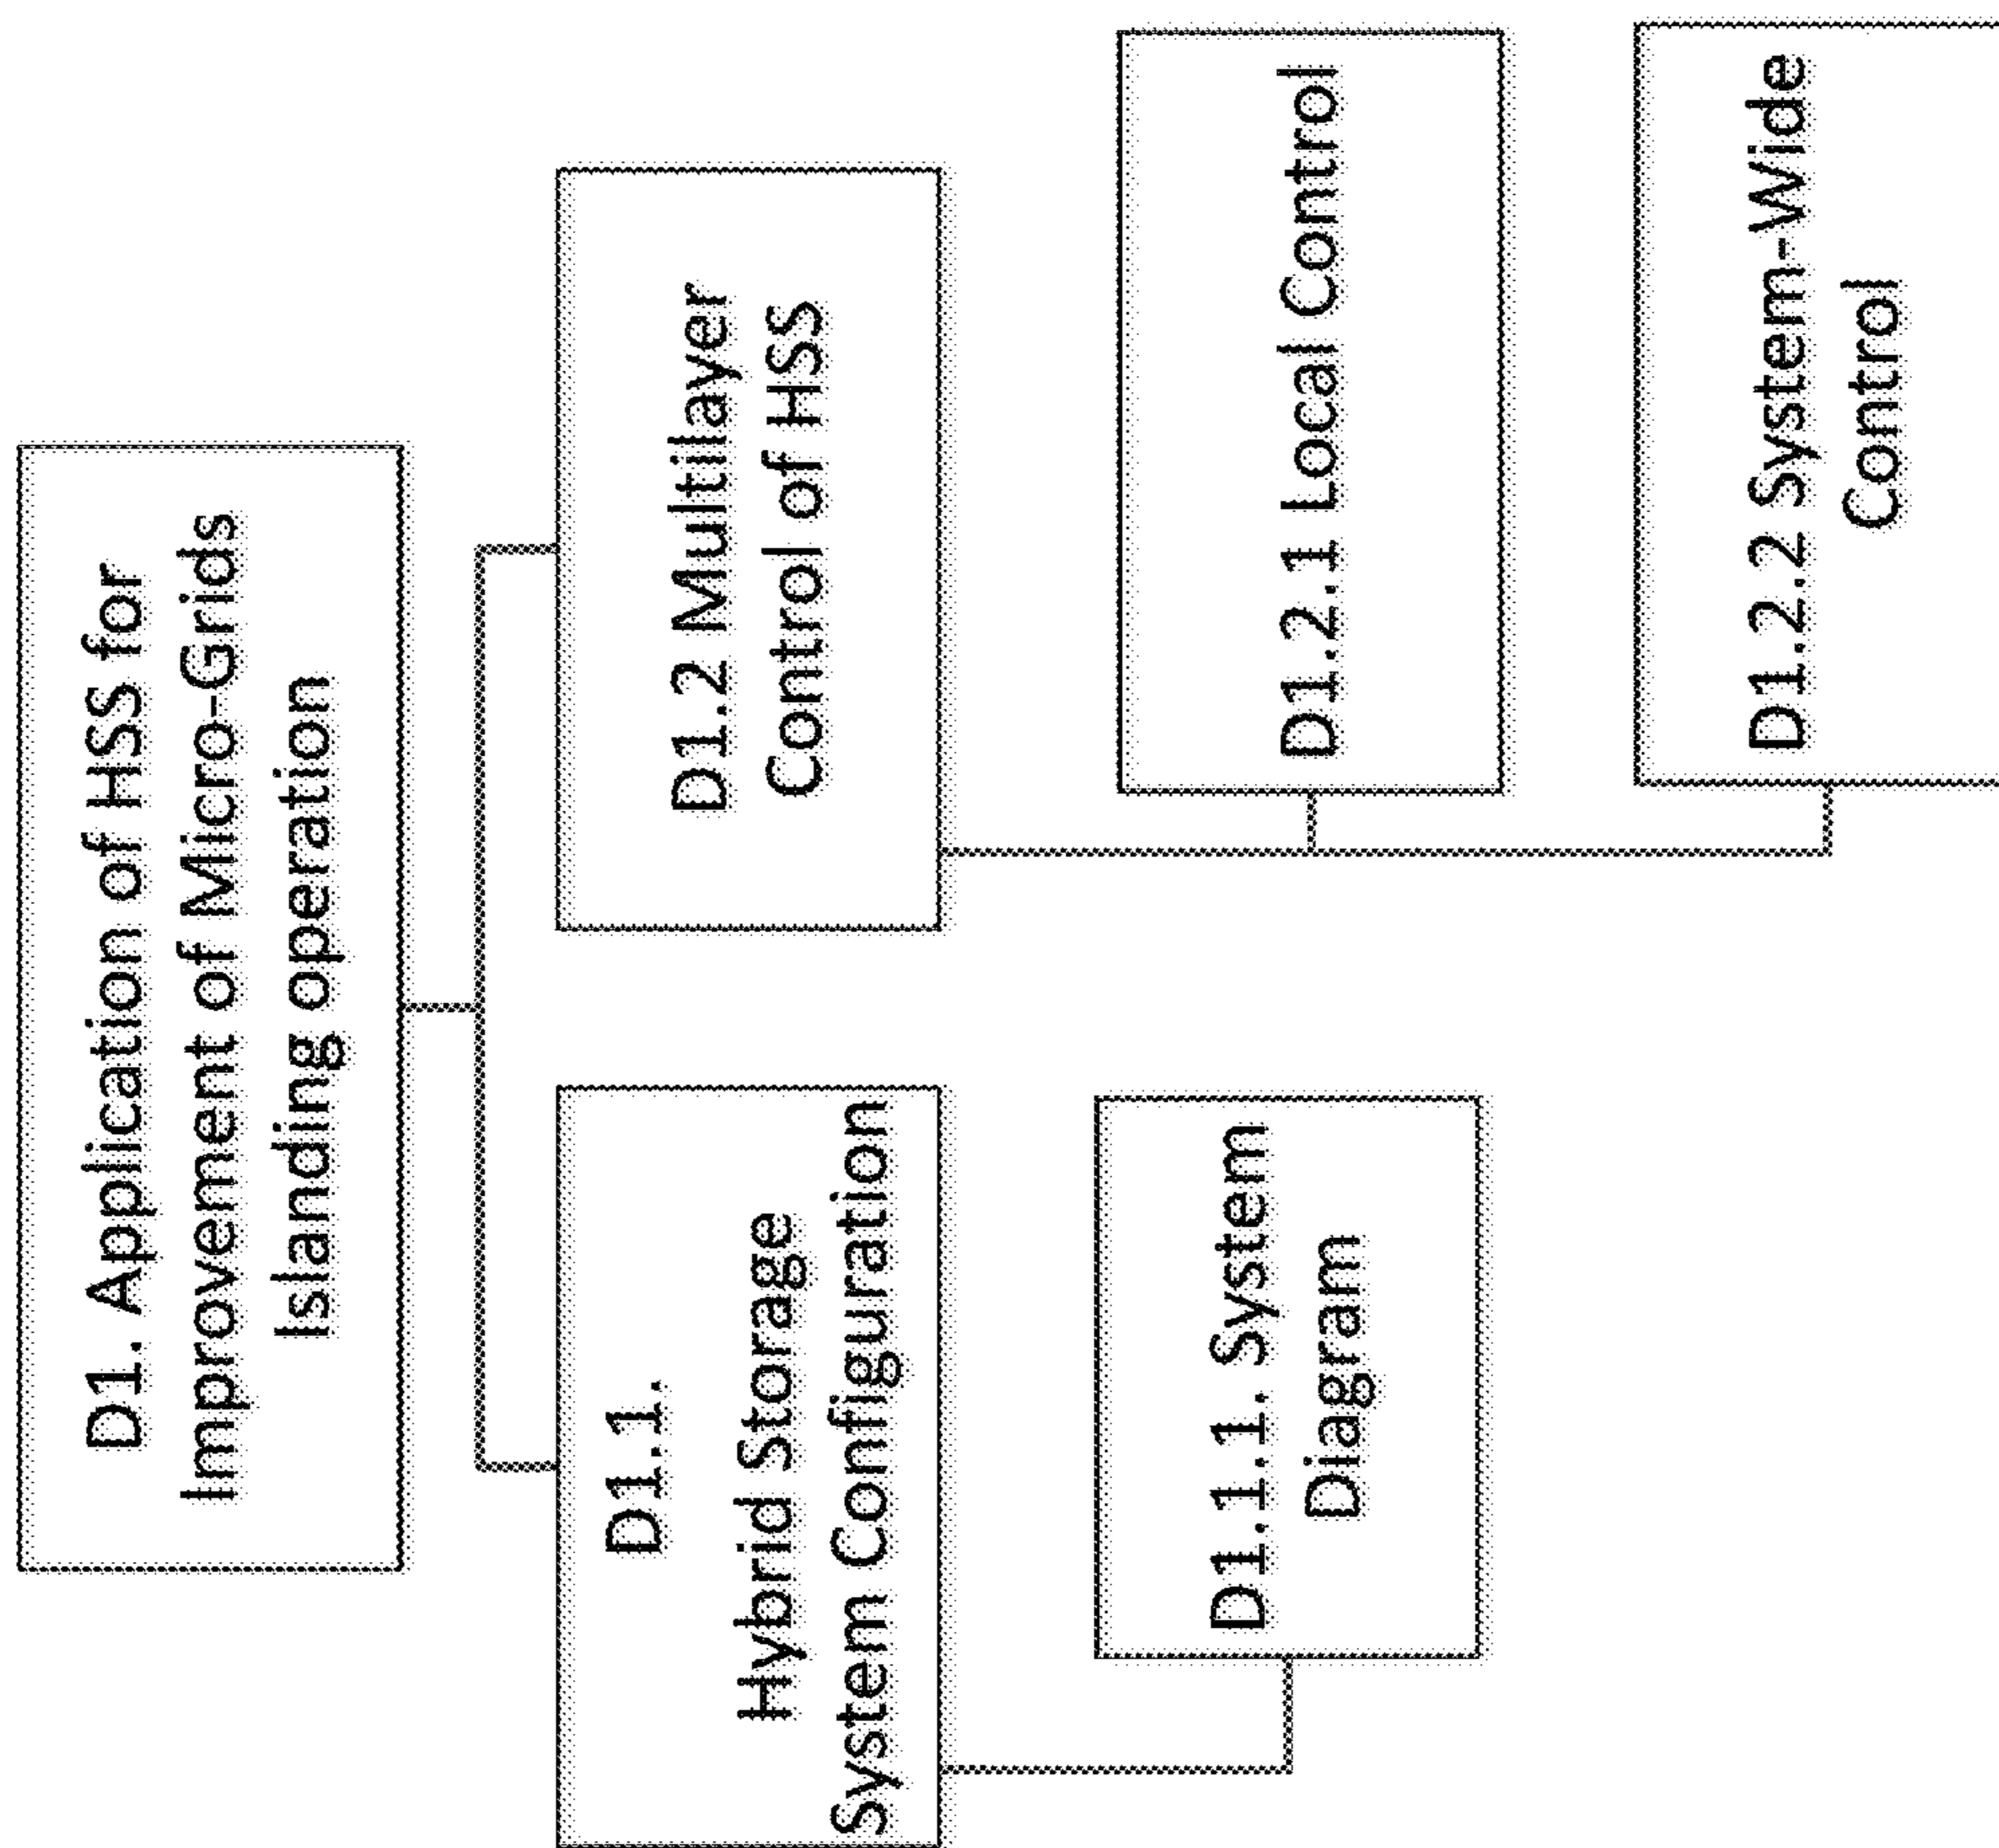 D1. Application of HSS for
Improvement of Micro-Grids
Islanding operation
D1.1.
Hybrid Storage
System Configuration
D1.1.1. System
Diagram
D1.2 Multilayer
Control of HSS
D1.2.1 Local Control
D1.2.2 System-Wide
Control